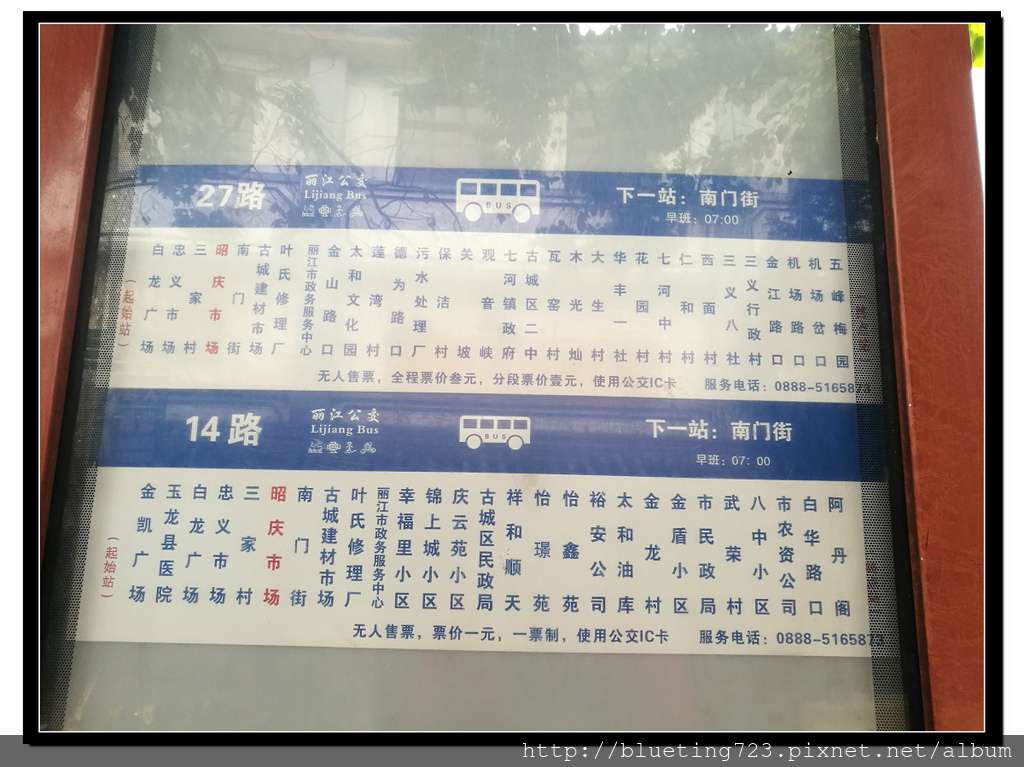 27路
丽江公交
Lijiang Bus
BUS
下一站：南门街
早班：07:00
（起始站）
白龙广场
忠义市场
三家村
昭庆市场
南门街
古城建材市场
叶氏修理厂
丽江市政务服务中心
金山路口
太和文化园
蓬湾村
德为路口
污水处理厂
保洁村
关坡
观音峡
七河镇政府
古城区二中
瓦窑村
木光灿
大生村
华丰一社
花园村
七河中村
仁和村
西面村
三义八社
三义行政村
金江路口
机场路口
机场岔口
五峰梅园
无人售票，全程票价叁元，分段票价壹元，使用公交IC卡
服务电话：0888-516587
14路
丽江公交
Lijiang Bus
BUS
下一站：南门街
早班：07：00
（起始站）
金凯广场
玉龙县医院
白龙广场
忠义市场
三家村
昭庆市场
南门街
古城建材市场
叶氏修理厂
丽江市政务服务中心
幸福里小区
锦上城小区
庆云苑小区
古城区民政局
祥和顺天
怡璟苑
怡鑫苑
裕安公司
太和油库
金龙村
金盾小区
市民政局
武荣村
八中小区
市农资公司
白华路口
阿丹阁
无人售票，票价一元，一票制，使用公交IC卡
服务电话：0888-516587
http://blueting723.pixnet.net/album